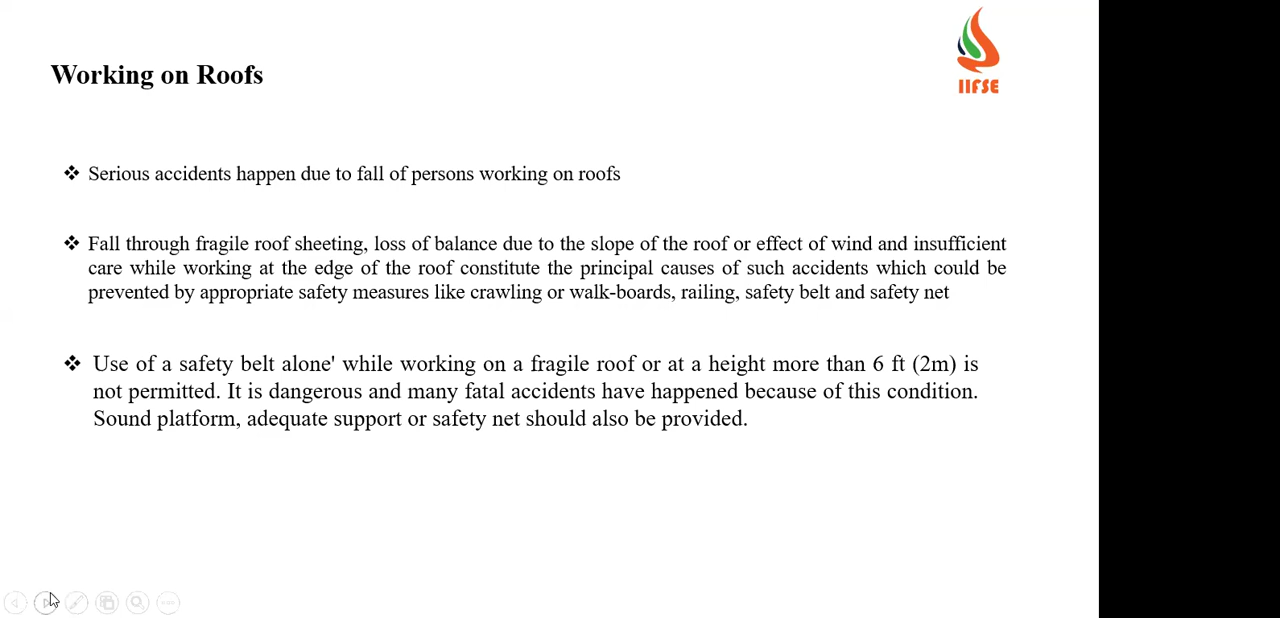 IIFSE
Working on Roofs
❖ Serious accidents happen due to fall of persons working on roofs
❖ Fall through fragile roof sheeting, loss of balance due to the slope of the roof or effect of wind and insufficient
care while working at the edge of the roof constitute the principal causes of such accidents which could be
prevented by appropriate safety measures like crawling or walk-boards, railing, safety belt and safety net
❖ Use of a safety belt alone' while working on a fragile roof or at a height more than 6 ft (2m) is
not permitted. It is dangerous and many fatal accidents have happened because of this condition.
Sound platform, adequate support or safety net should also be provided.